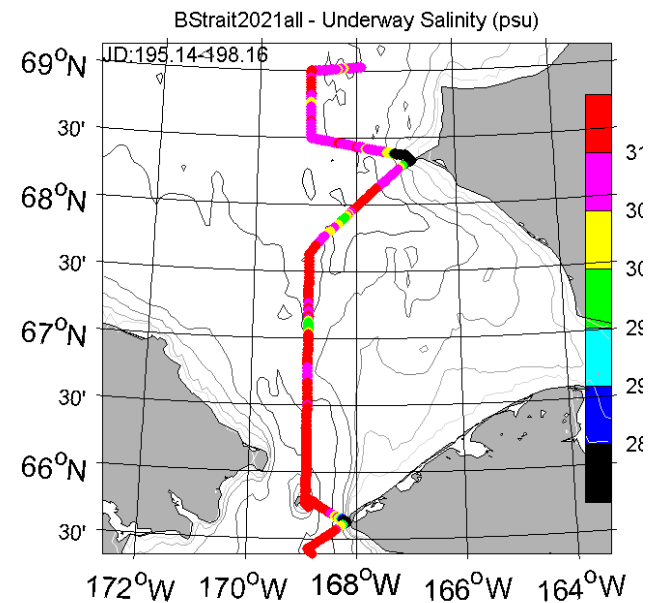 BStrait2021all - Underway Salinity (psu)
JD:195.14-198.16
69°N
30'
68°N
30'
67°N
30'
66°N
30'
31
30
30
29
29
28
172°W 170°W 168°W 166°W 164°W